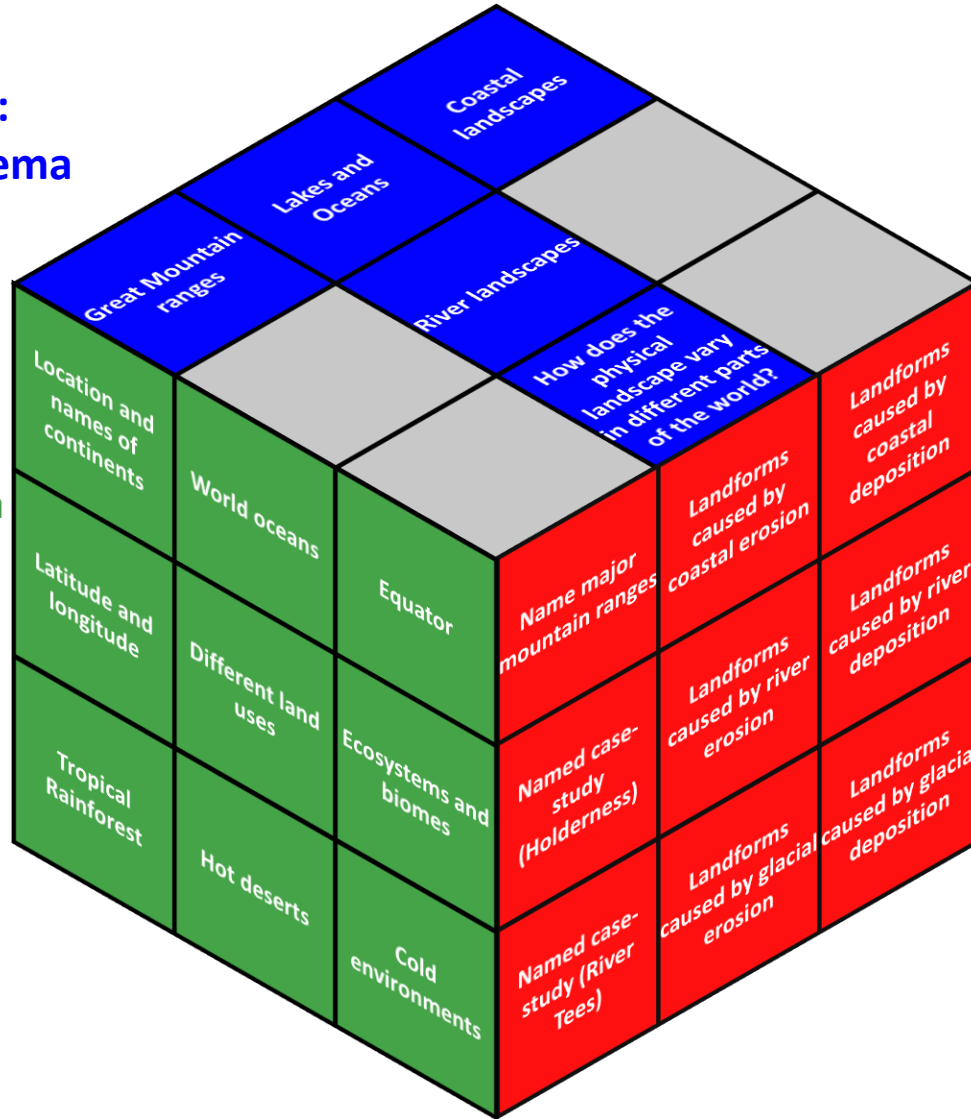 :
ema
Coastal
landscapes
Lakes and
Oceans
Great Mountain
ranges
River landscapes
How does the
physical
landscape vary
in different parts
of the world?
Location and
names of
continents
World oceans
Equator
Latitude and
longitude
Different land
uses
Ecosystems and
biomes
Tropical
Rainforest
Hot deserts
Cold
environments
Name major
mountain ranges
Landforms
caused by
coastal erosion
Landforms
caused by
coastal
deposition
Named case-
study
(Holderness)
Landforms
caused by river
erosion
Landforms
caused by river
deposition
Named case-
study (River
Tees)
Landforms
caused by glacial
erosion
Landforms
caused by glacial
deposition